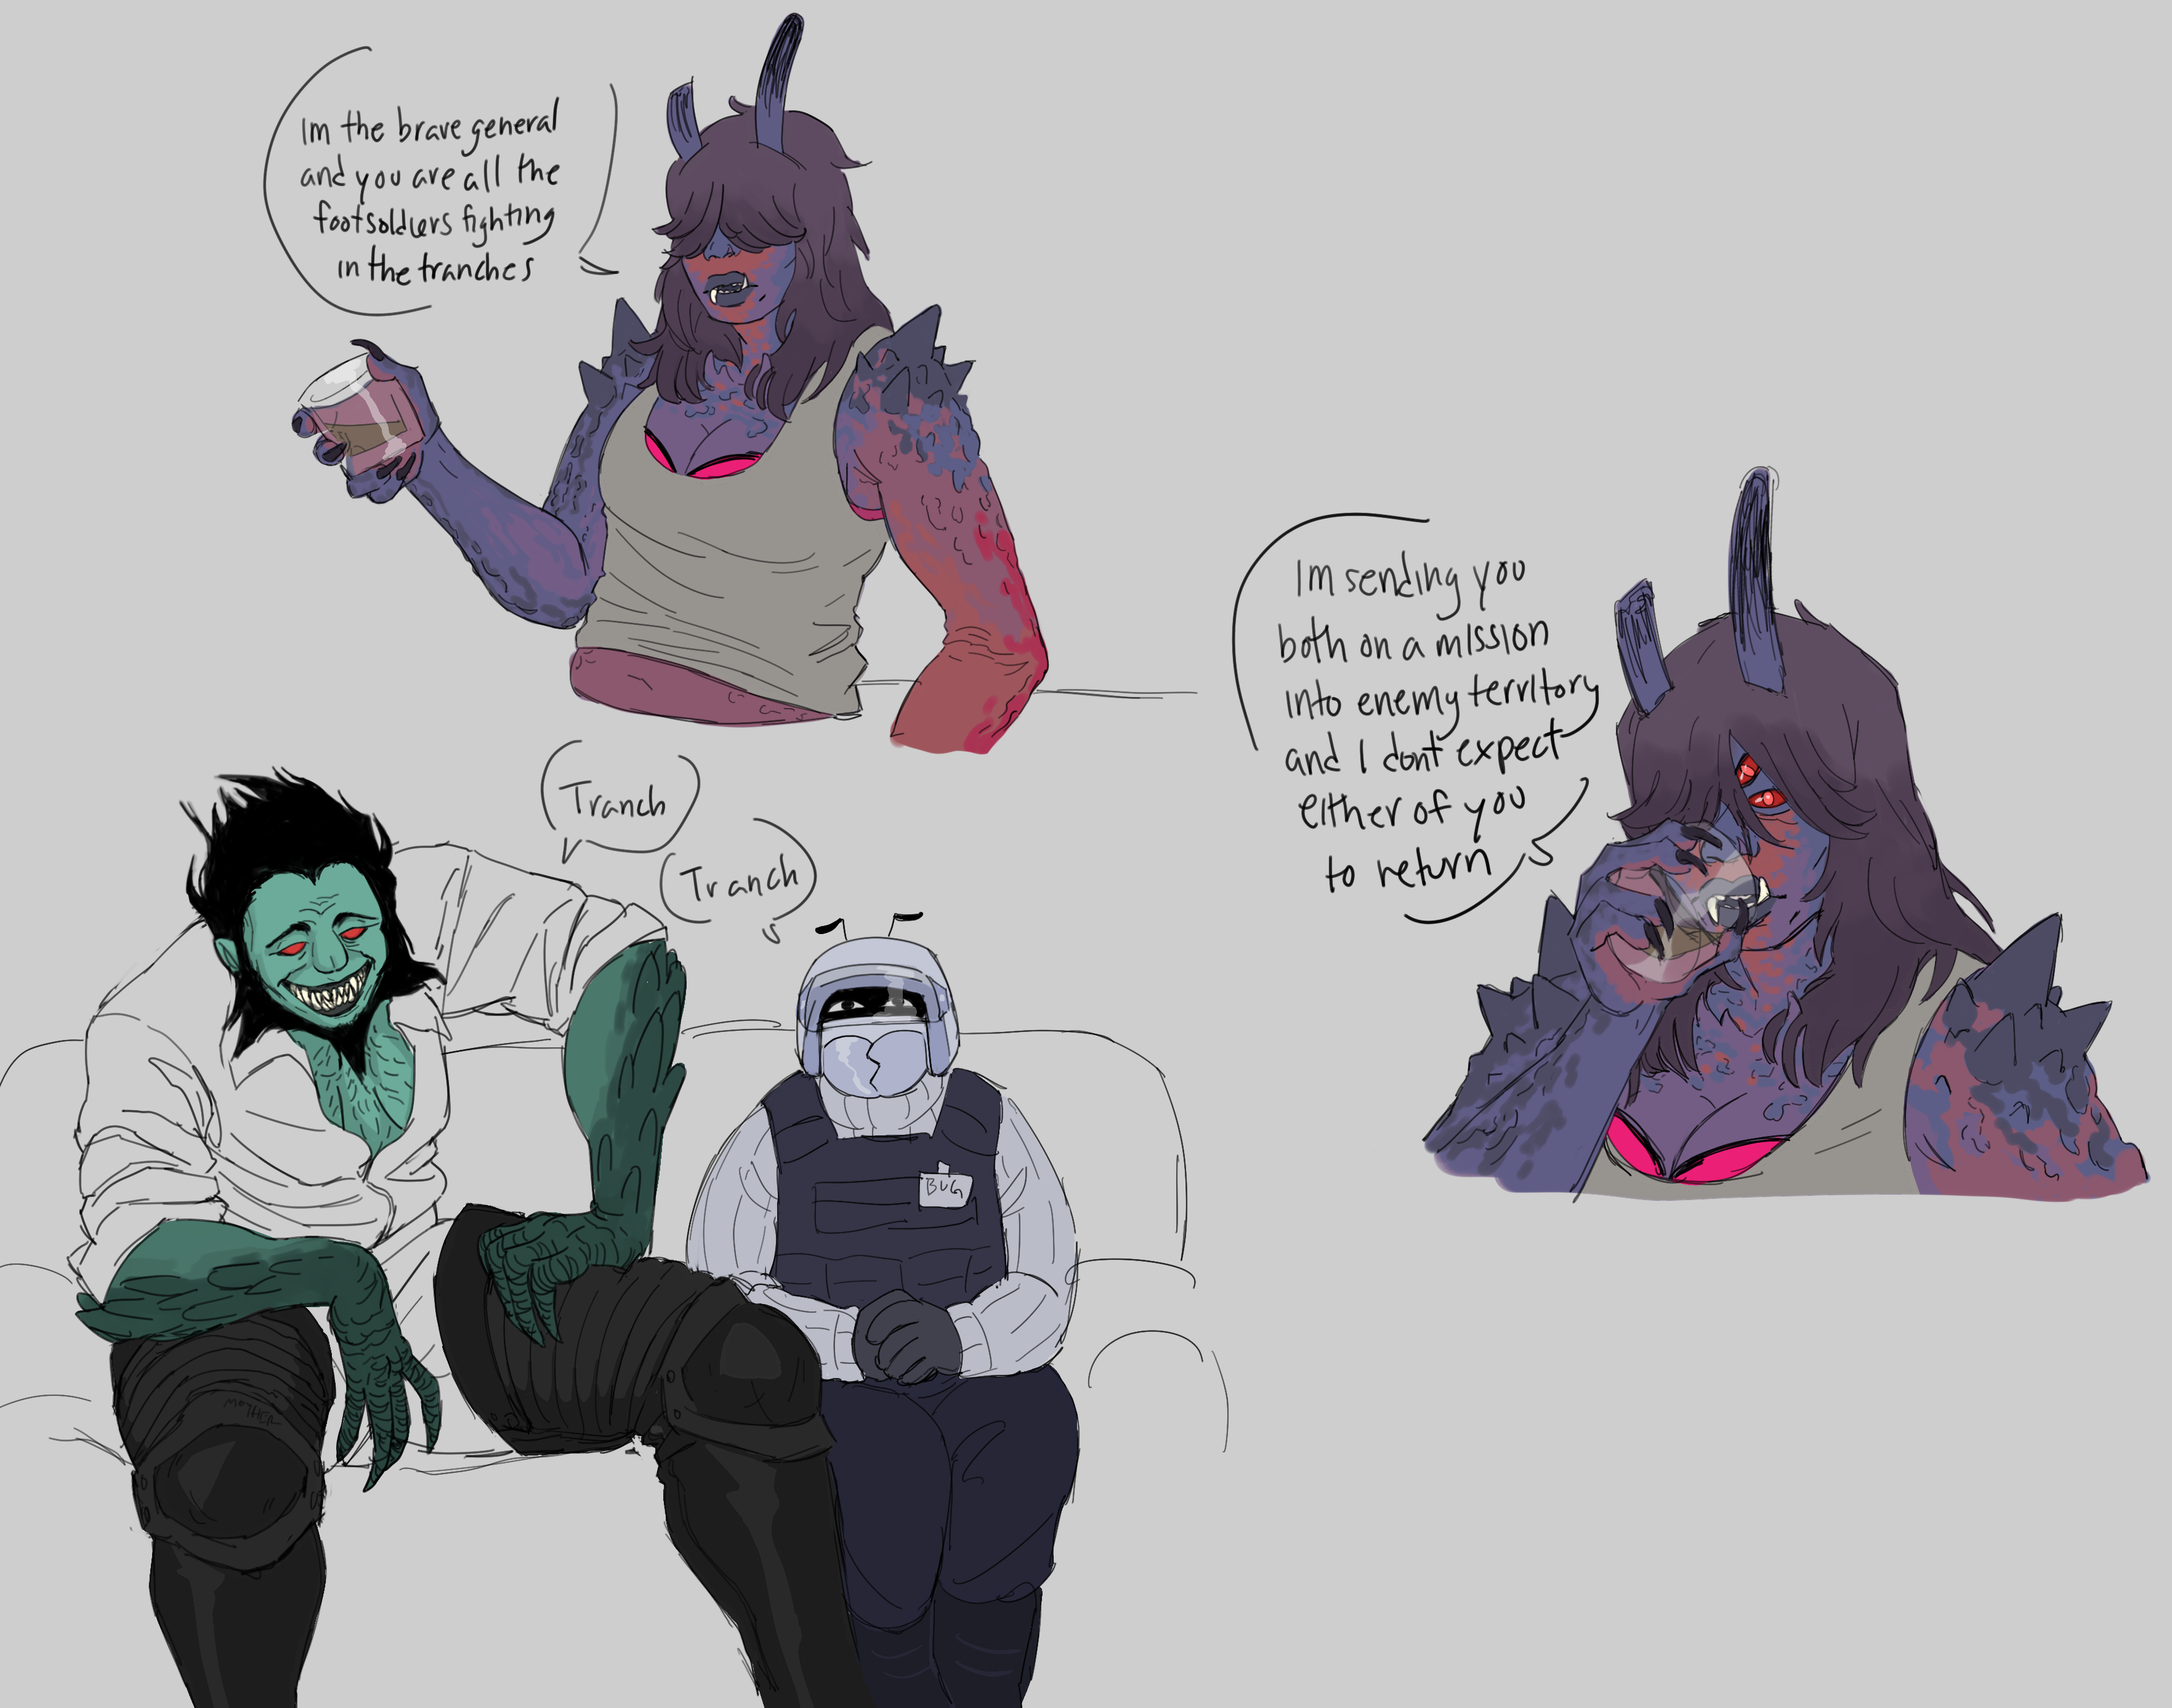 Im the brave general
and you are all the
footsoldiers fighting
in the tranches
Tranch
Tranch
BUG
MOTHER
Im sending you
both on a mission
into enemy territory
and I dont expect
either of you
to return